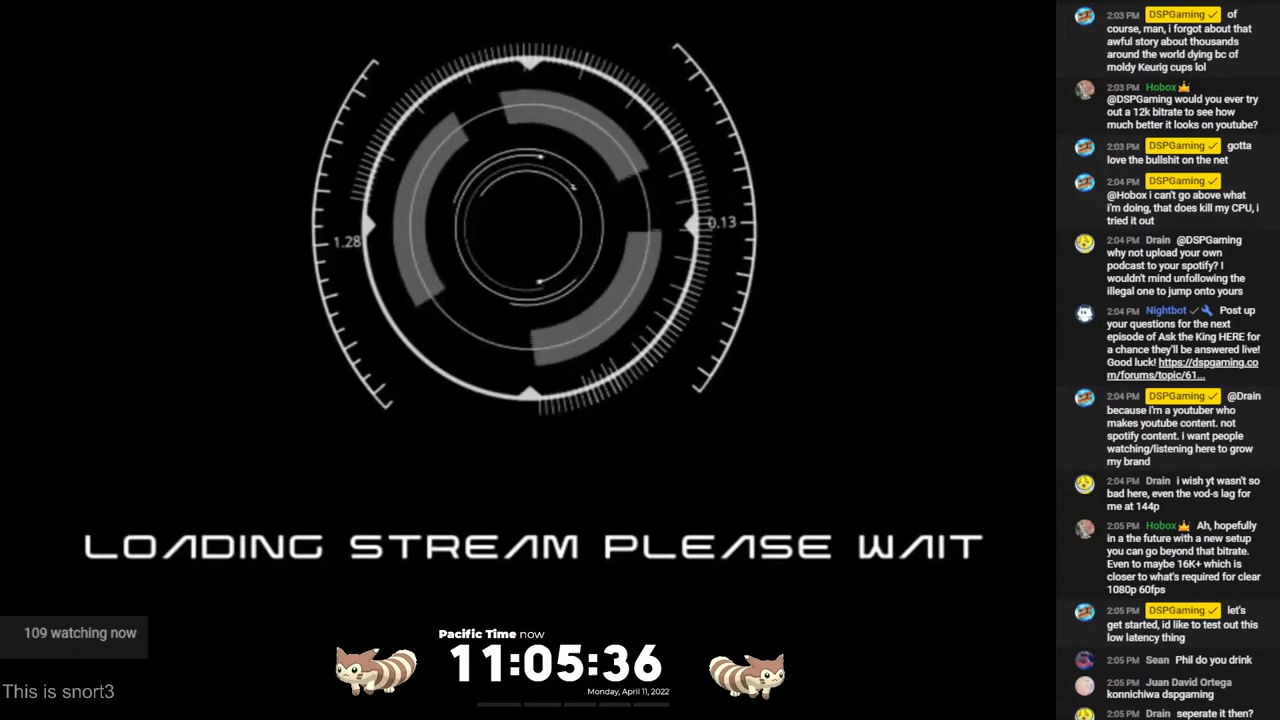 1.28
0.13
LOADING STREAM PLEASE WAIT
109 watching now
This is snort3
Pacific Time now
11:05:36
Monday, April 11, 2022
2:03 PM DSPGaming ✓ of
course, man, i forgot about that
awful story about thousands
around the world dying bc of
moldy Keurig cups lol
2:03 PM Hobox
@DSPGaming would you ever try
out a 12k bitrate to see how
much better it looks on youtube?
2:03 PM DSPGaming ✓ gotta
love the bullshit on the net
2:04 PM DSPGaming ✓
@Hobox i can't go above what
i'm doing, that does kill my CPU, i
tried it out
2:04 PM Drain @DSPGaming
why not upload your own
podcast to your spotify? I
wouldn't mind unfollowing the
illegal one to jump onto yours
2:04 PM Nightbot ✓ Post up
your questions for the next
episode of Ask the King HERE for
a chance they'll be answered live!
Good luck! https://dspgaming.co
m/forums/topic/61...
2:04 PM DSPGaming ✓ @Drain
because i'm a youtuber who
makes youtube content. not
spotify content. i want people
watching/listening here to grow
my brand
2:04 PM Drain i wish yt wasn't so
bad here, even the vod-s lag for
me at 144p
2:05 PM Hobox Ah, hopefully
in a the future with a new setup
you can go beyond that bitrate.
Even to maybe 16K+ which is
closer to what's required for clear
1080p 60fps
2:05 PM DSPGaming ✓ let's
get started, id like to test out this
low latency thing
2:05 PM Sean Phil do you drink
2:05 PM Juan David Ortega
konnichiwa dspgaming
2:05 PM Drain seperate it then?